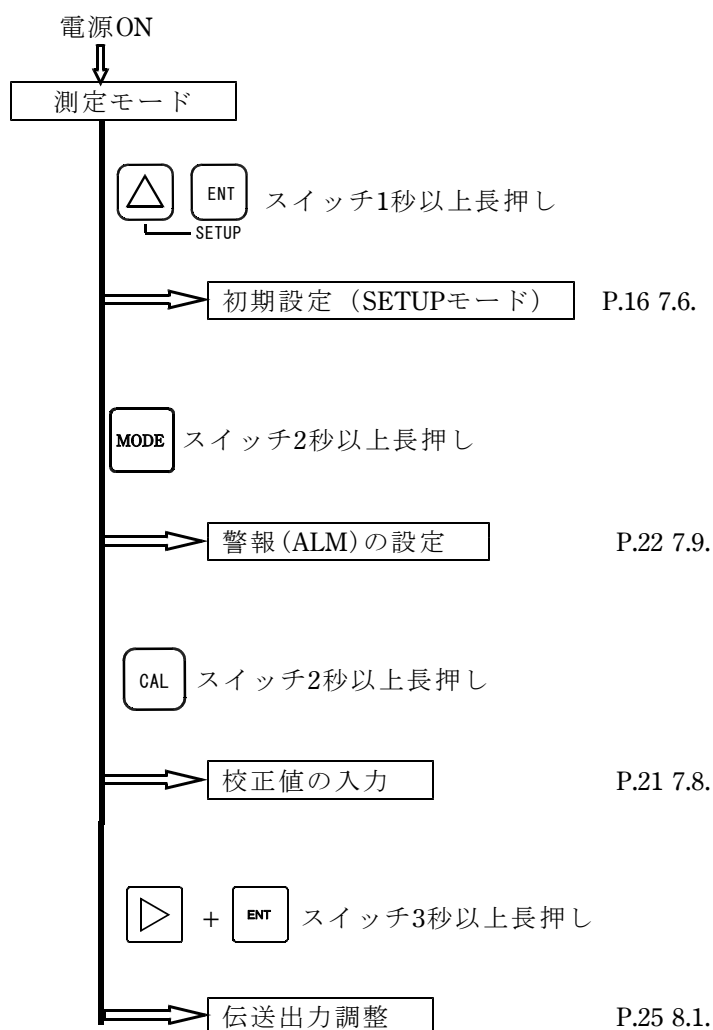 電源ON
測定モード
ENT スイッチ1秒以上長押し
SETUP
初期設定（SETUPモード） P.16 7.6.
MODE スイッチ2秒以上長押し
警報(ALM)の設定 P.22 7.9.
CAL スイッチ2秒以上長押し
校正値の入力 P.21 7.8.
+ ENT スイッチ3秒以上長押し
伝送出力調整 P.25 8.1.